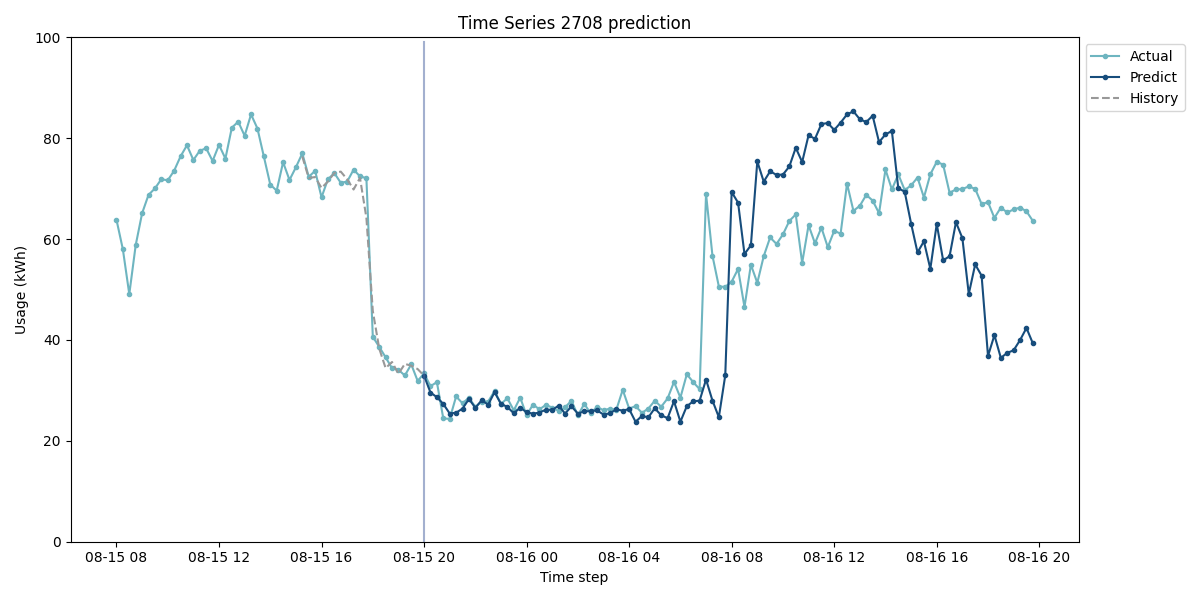 Time Series 2708 prediction
100
80
60
40
20
0
Usage (kWh)
08-15 08
08-15 12
08-15 16
08-15 20
08-16 00
08-16 04
08-16 08
08-16 12
08-16 16
08-16 20
Time step
Actual
Predict
History